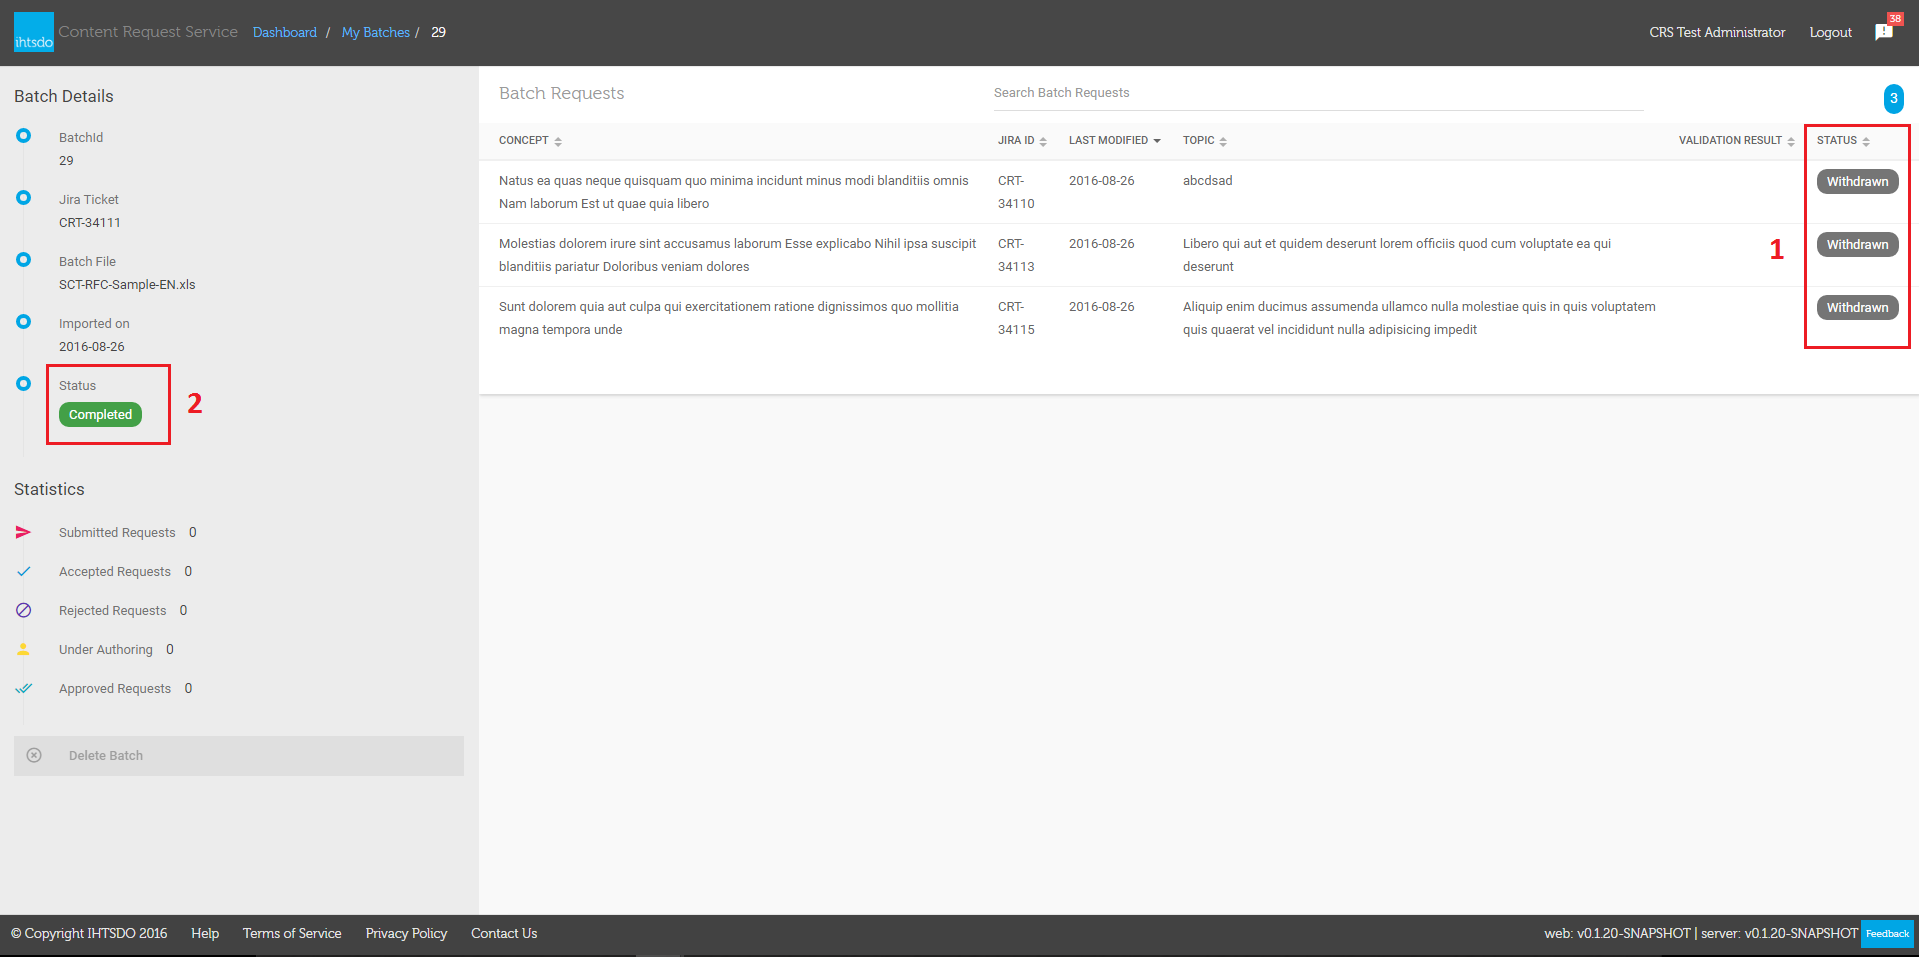 ihtsdo Content Request Service Dashboard / My Batches / 29 CRS Test Administrator Logout 38
Batch Details
BatchId
29
Jira Ticket
CRT-34111
Batch File
SCT-RFC-Sample-EN.xls
Imported on
2016-08-26
Status
Completed
2
Statistics
Submitted Requests 0
Accepted Requests 0
Rejected Requests 0
Under Authoring 0
Approved Requests 0
Delete Batch
Batch Requests Search Batch Requests 3
CONCEPT JIRA ID LAST MODIFIED TOPIC VALIDATION RESULT STATUS
Natus ea quas neque quisquam quo minima incidunt minus modi blanditiis omnis CRT- 2016-08-26 abcdsad Withdrawn
Nam laborum Est ut quae quia libero 34110
Molestias dolorem irure sint accusamus laborum Esse explicabo Nihil ipsa suscipit CRT- 2016-08-26 Libero qui aut et quidem deserunt lorem officiis quod cum voluptate ea qui 1 Withdrawn
blanditiis pariatur Doloribus veniam dolores 34113 deserunt
Sunt dolorem quia aut culpa qui exercitationem ratione dignissimos quo mollitia CRT- 2016-08-26 Aliquip enim ducimus assumenda ullamco nulla molestiae quis in quis voluptatem Withdrawn
magna tempora unde 34115 quis quaerat vel incididunt nulla adipisicing impedit
© Copyright IHTSDO 2016 Help Terms of Service Privacy Policy Contact Us web: v0.1.20-SNAPSHOT | server: v0.1.20-SNAPSHOT Feedback